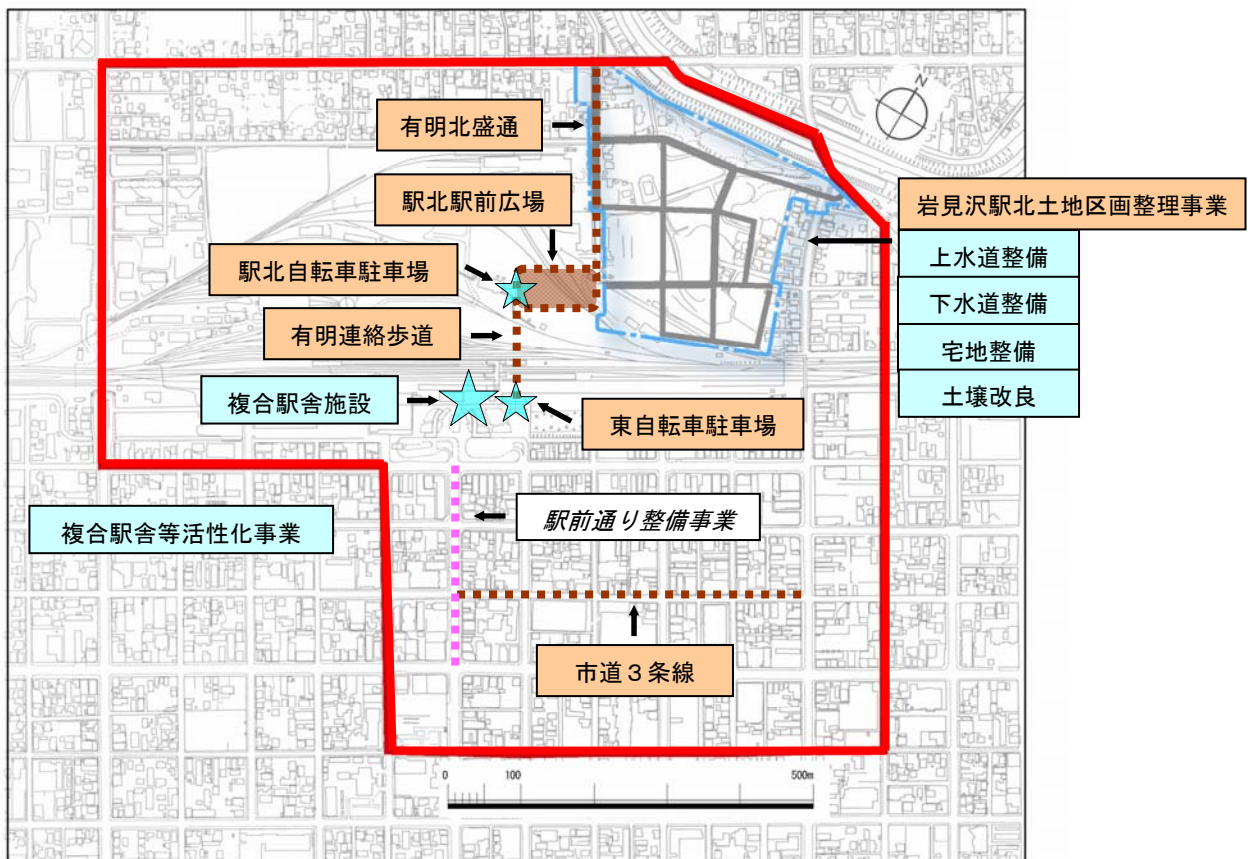 有明北盛通
N
駅北駅前広場
岩見沢駅北土地区画整理事業
上水道整備
駅北自転車駐車場
下水道整備
有明連絡歩道
宅地整備
土壌改良
複合駅舎施設
東自転車駐車場
駅前通り整備事業
複合駅舎等活性化事業
市道３条線
0 100 500m